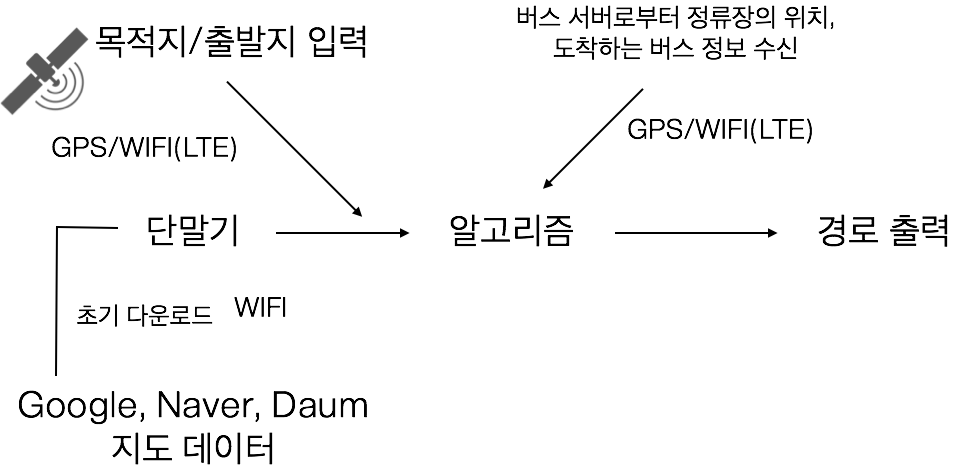 목적지/출발지 입력
버스 서버로부터 정류장의 위치,
도착하는 버스 정보 수신
GPS/WIFI(LTE)
GPS/WIFI(LTE)
단말기
알고리즘
경로 출력
초기 다운로드
WIFI
Google, Naver, Daum
지도 데이터